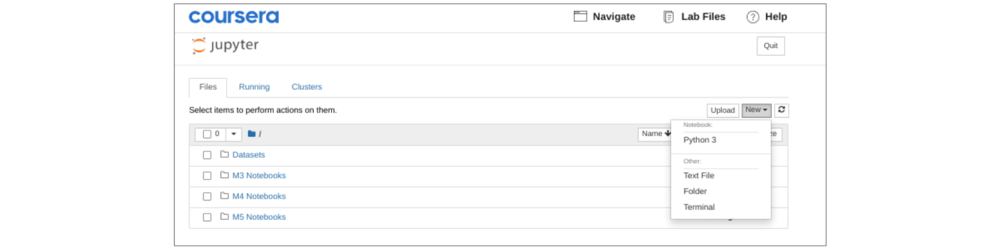 coursera
Navigate
Lab Files
? Help
jupyter
Quit
Files
Running
Clusters
Select items to perform actions on them.
Upload
New
0
/
Name
Notebook:
Python 3
Other:
Text File
Folder
Terminal
Datasets
M3 Notebooks
M4 Notebooks
M5 Notebooks